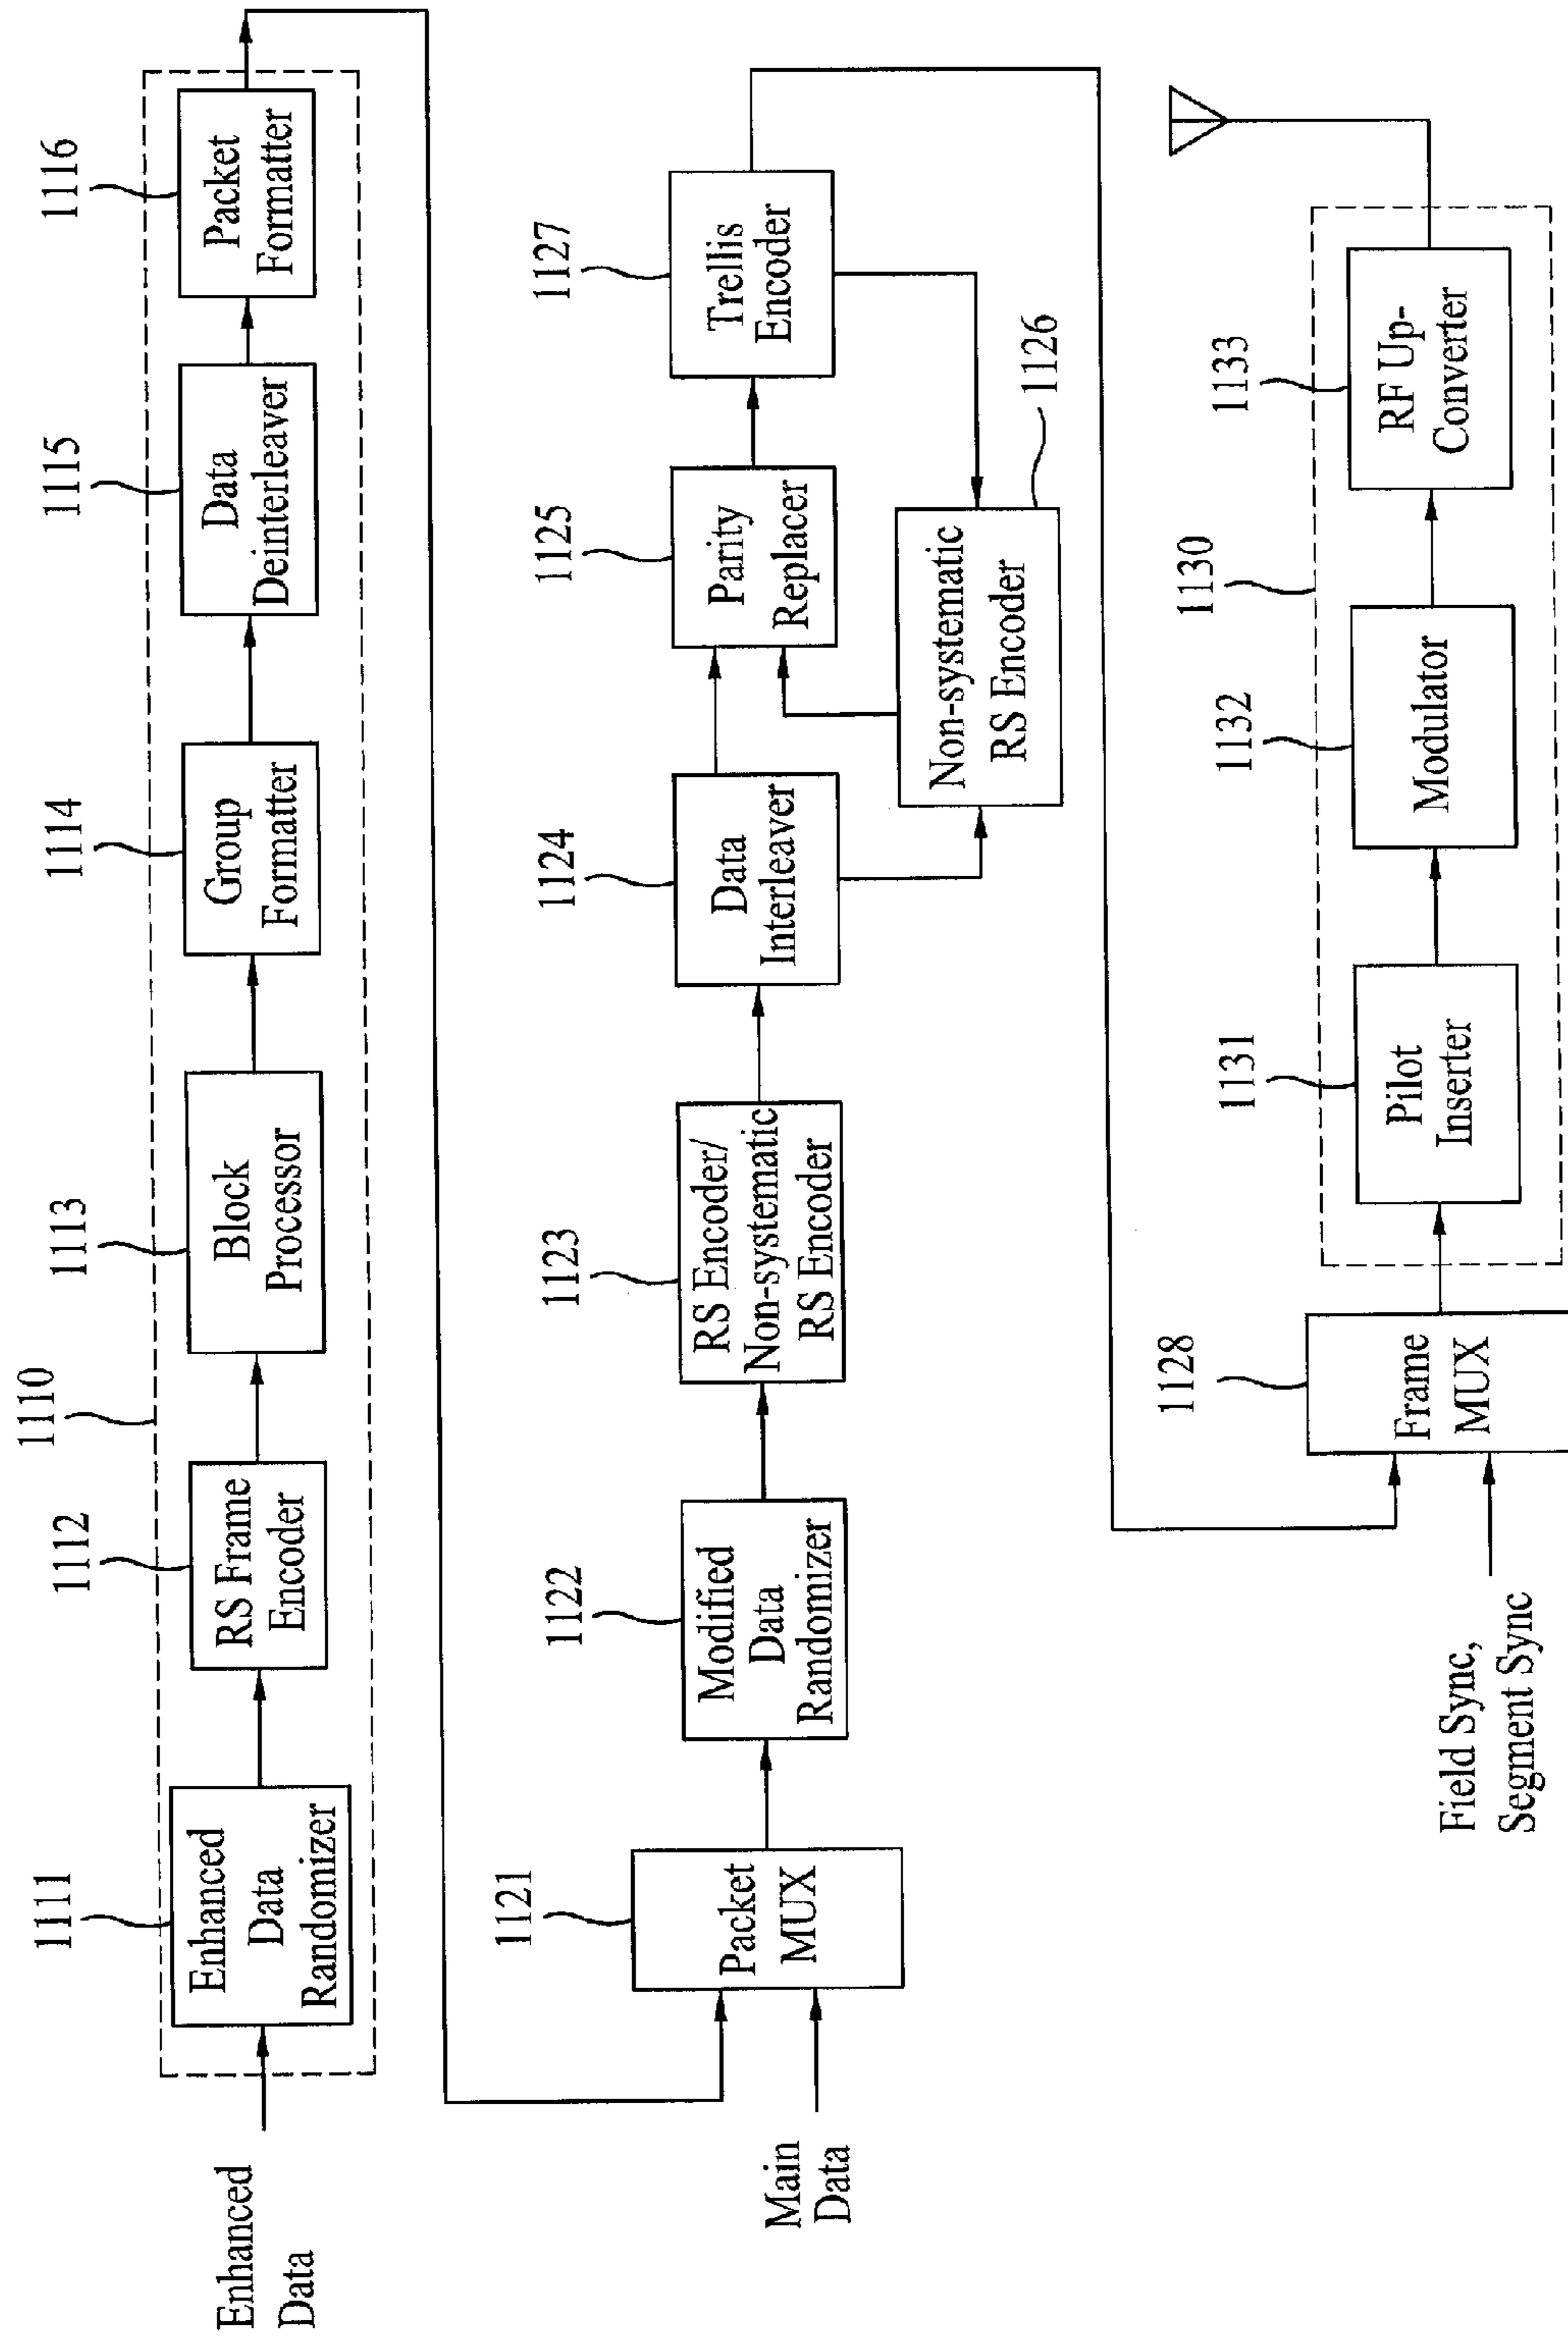 1110
1111
1112
1113
1114
1115
1116
Enhanced
Data
Enhanced
Data
Randomizer
RS Frame
Encoder
Block
Processor
Group
Formatter
Data
Deinterleaver
Packet
Formatter
1121
1122
1123
1124
1125
1127
Main
Data
Packet
MUX
Modified
Data
Randomizer
RS Encoder/
Non-systematic
RS Encoder
Data
Interleaver
Parity
Replacer
Trellis
Encoder
Non-systematic
RS Encoder
1126
1128
1130
1131
1132
1133
Field Sync,
Segment Sync
Frame
MUX
Pilot
Inserter
Modulator
RF Up-
Converter